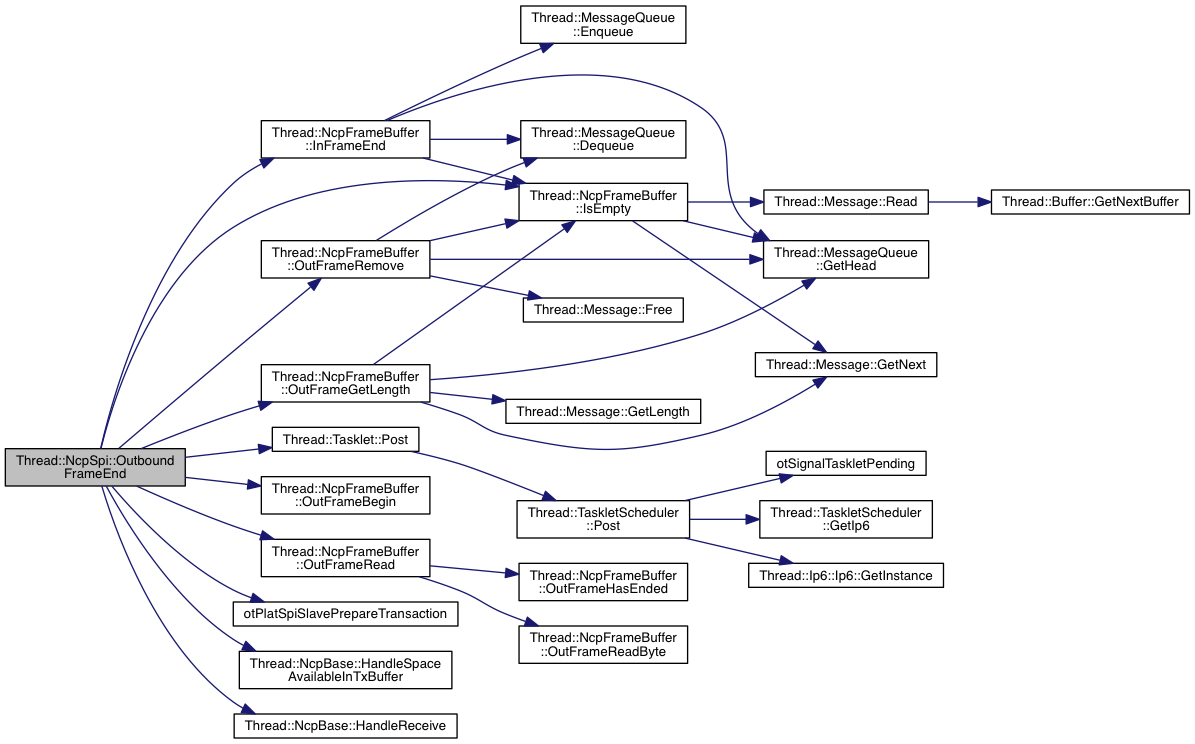 Thread::MessageQueue
::Enqueue
Thread::NcpFrameBuffer
::InFrameEnd
Thread::MessageQueue
::Dequeue
Thread::NcpFrameBuffer
::IsEmpty
Thread::Message::Read
Thread::Buffer::GetNextBuffer
Thread::NcpFrameBuffer
::OutFrameRemove
Thread::MessageQueue
::GetHead
Thread::Message::Free
Thread::Message::GetNext
Thread::NcpFrameBuffer
::OutFrameGetLength
Thread::Message::GetLength
Thread::Tasklet::Post
Thread::NcpSpi::Outbound
FrameEnd
otSignalTaskletPending
Thread::NcpFrameBuffer
::OutFrameBegin
Thread::TaskletScheduler
::Post
Thread::TaskletScheduler
::GetIp6
Thread::NcpFrameBuffer
::OutFrameRead
Thread::NcpFrameBuffer
::OutFrameHasEnded
Thread::Ip6::Ip6::GetInstance
otPlatSpiSlavePrepareTransaction
Thread::NcpFrameBuffer
::OutFrameReadByte
Thread::NcpBase::HandleSpace
AvailableInTxBuffer
Thread::NcpBase::HandleReceive